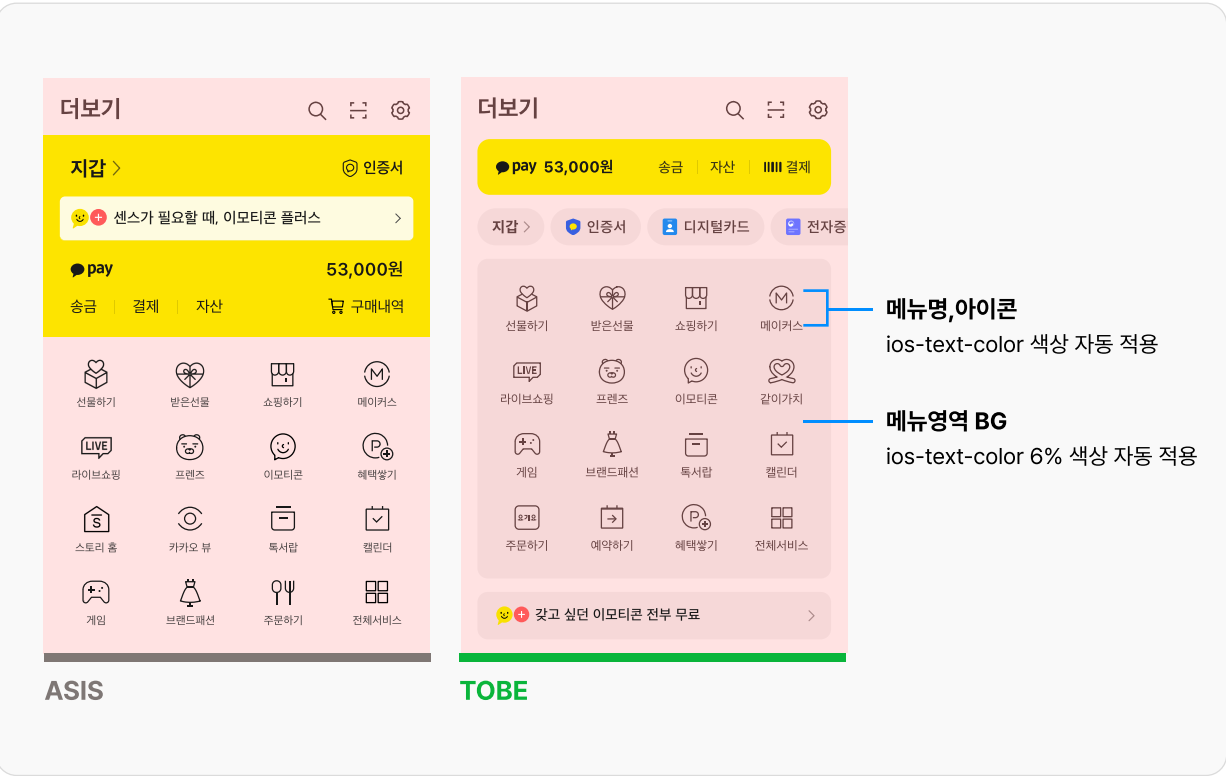 더보기
지갑
인증서
센스가 필요할 때, 이모티콘 플러스
pay
53,000원
송금
결제
자산
구매내역
선물하기
받은선물
쇼핑하기
메이커스
LIVE
라이브쇼핑
프렌즈
이모티콘
혜택쌓기
스토리 홈
카카오 뷰
톡서랍
캘린더
게임
브랜드패션
주문하기
전체서비스
ASIS
더보기
pay 53,000원
송금
자산
결제
지갑
인증서
디지털카드
전자증
선물하기
받은선물
쇼핑하기
메이커스
LIVE
라이브쇼핑
프렌즈
이모티콘
같이가치
게임
브랜드패션
톡서랍
캘린더
요게요
주문하기
예약하기
혜택쌓기
전체서비스
갖고 싶던 이모티콘 전부 무료
TOBE
메뉴명,아이콘
ios-text-color 색상 자동 적용
메뉴영역 BG
ios-text-color 6% 색상 자동 적용